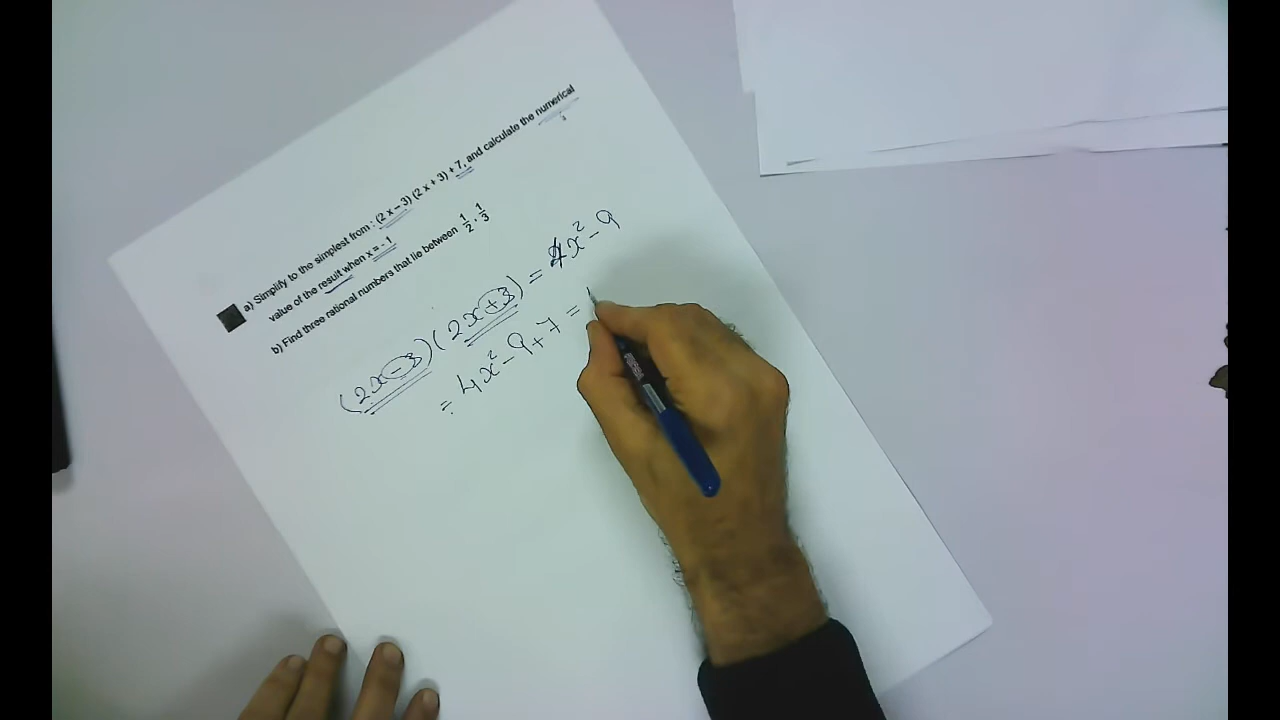 a) Simplify to the simplest from : (2 x – 3) (2 x + 3) + 7, and calculate the numerical
value of the result when x = - 1
b) Find three rational numbers that lie between 1/2 , 1/3
(2x-3)(2x+3) = 4x² - 9
= 4x² - 9 + 7 =